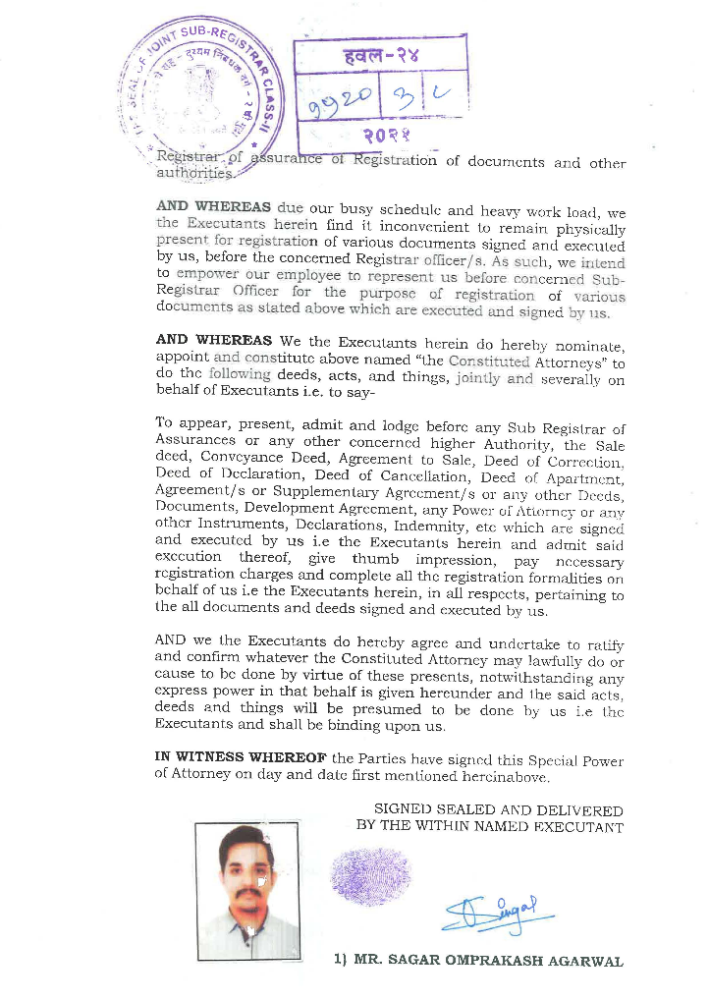 THE SEAL OF JOINT SUB-REGISTRAR CLASS-II
हवल-२४
११२० ३
२०२१
Registrar of assurance of Registration of documents and other
authorities.
AND WHEREAS due our busy schedule and heavy work load, we
the Executants herein find it inconvenient to remain physically
present for registration of various documents signed and executed
by us, before the concerned Registrar officer/s. As such, we intend
to empower our employee to represent us before concerned Sub-
Registrar Officer for the purpose of registration of various
documents as stated above which are executed and signed by us.
AND WHEREAS We the Executants herein do hereby nominate,
appoint and constitute above named "the Constituted Attorneys" to
do the following deeds, acts, and things, jointly and severally on
behalf of Executants i.e. to say-
To appear, present, admit and lodge before any Sub Registrar of
Assurances or any other concerned higher Authority, the Sale
deed, Conveyance Deed, Agreement to Sale, Deed of Correction,
Deed of Declaration, Deed of Cancellation, Deed of Apartment,
Agreement/s or Supplementary Agreement/s or any other Deeds,
Documents, Development Agreement, any Power of Attorney or any
other Instruments, Declarations, Indemnity, etc which are signed
and executed by us i.e the Executants herein and admit said
execution thereof, give thumb impression, pay necessary
registration charges and complete all the registration formalities on
behalf of us i.e the Executants herein, in all respects, pertaining to
the all documents and deeds signed and executed by us.
AND we the Executants do hereby agree and undertake to ratify
and confirm whatever the Constituted Attorney may lawfully do or
cause to be done by virtue of these presents, notwithstanding any
express power in that behalf is given hereunder and the said acts,
deeds and things will be presumed to be done by us i.e the
Executants and shall be binding upon us.
IN WITNESS WHEREOF the Parties have signed this Special Power
of Attorney on day and date first mentioned hereinabove.
SIGNED SEALED AND DELIVERED
BY THE WITHIN NAMED EXECUTANT
1) MR. SAGAR OMPRAKASH AGARWAL